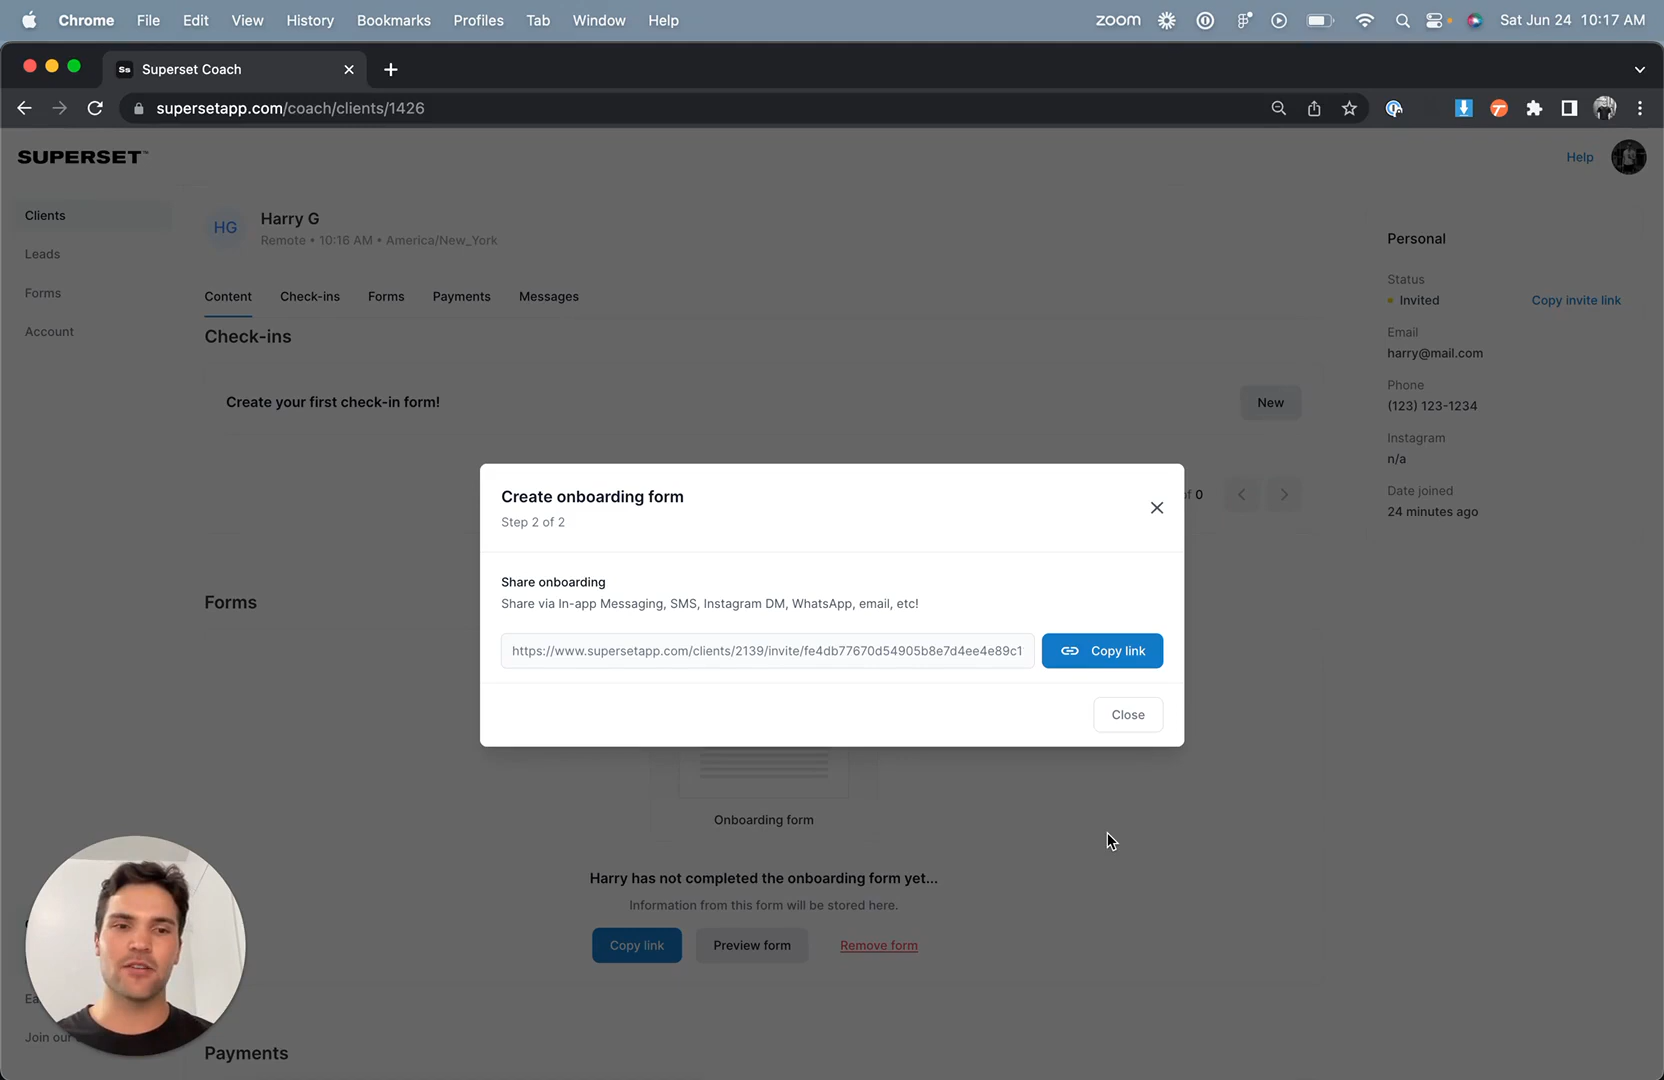 Chrome File Edit View History Bookmarks Profiles Tab Window Help zoom Sat Jun 24 10:17 AM
Ss Superset Coach
supersetapp.com/coach/clients/1426
SUPERSET™ Help
Clients
Leads
Forms
Account
HG Harry G
Remote • 10:16 AM • America/New_York
Content Check-ins Forms Payments Messages
Check-ins
Create your first check-in form! New
of 0
Personal
Status
Invited Copy invite link
Email
harry@mail.com
Phone
(123) 123-1234
Instagram
n/a
Date joined
24 minutes ago
Create onboarding form
Step 2 of 2
Share onboarding
Share via In-app Messaging, SMS, Instagram DM, WhatsApp, email, etc!
https://www.supersetapp.com/clients/2139/invite/fe4db77670d54905b8e7d4ee4e89c1 Copy link
Close
Forms
Onboarding form
Harry has not completed the onboarding form yet...
Information from this form will be stored here.
Copy link Preview form Remove form
Join our
Payments